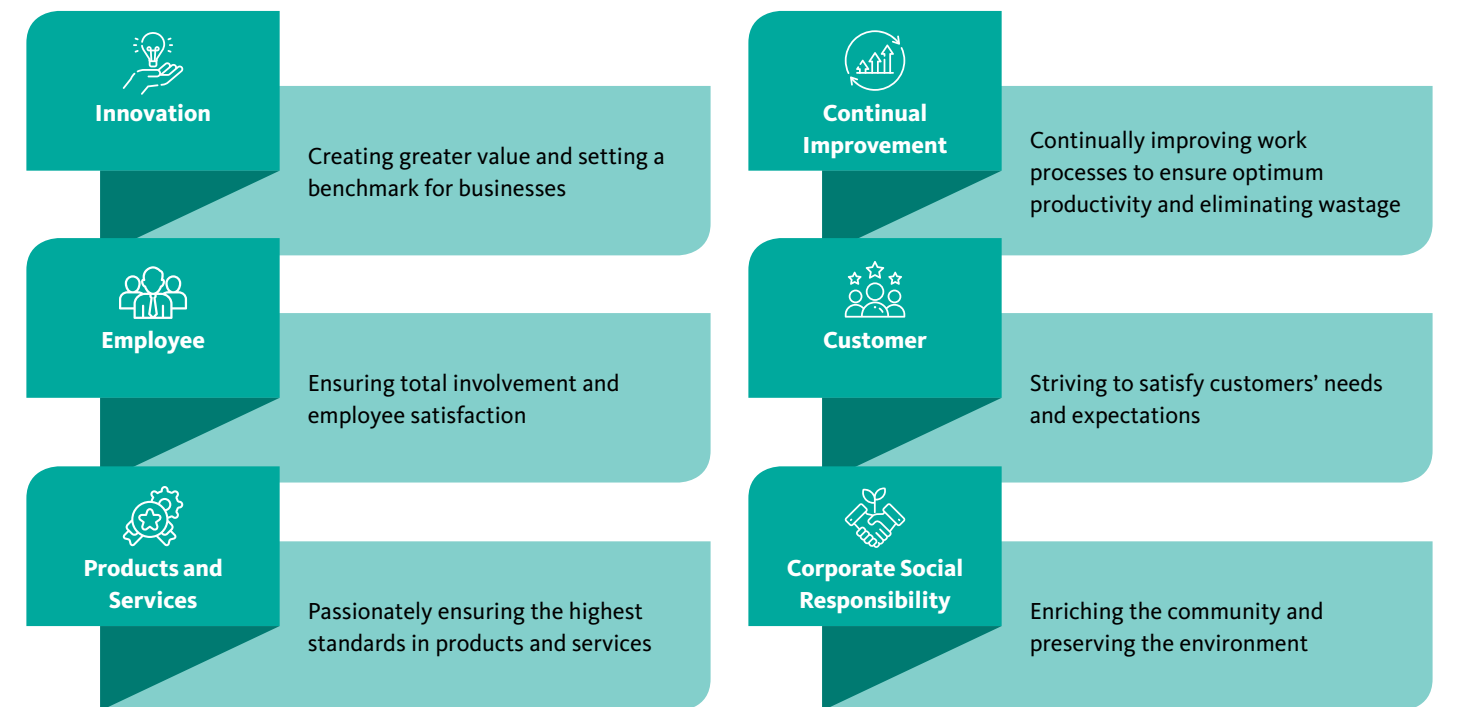 Innovation
Creating greater value and setting a
benchmark for businesses
Continual
Improvement
Continually improving work
processes to ensure optimum
productivity and eliminating wastage
Employee
Ensuring total involvement and
employee satisfaction
Customer
Striving to satisfy customers’ needs
and expectations
Products and
Services
Passionately ensuring the highest
standards in products and services
Corporate Social
Responsibility
Enriching the community and
preserving the environment